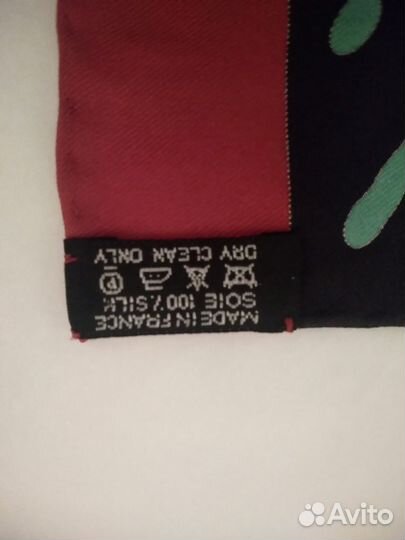 MADE IN FRANCE
SOIE 100% SILK
P
DRY CLEAN ONLY
Avito